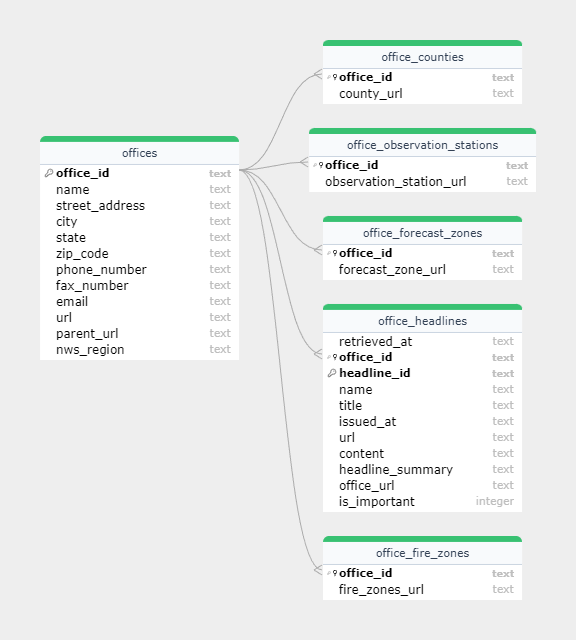 offices
office_id text
name text
street_address text
city text
state text
zip_code text
phone_number text
fax_number text
email text
url text
parent_url text
nws_region text
office_counties
office_id text
county_url text
office_observation_stations
office_id text
observation_station_url text
office_forecast_zones
office_id text
forecast_zone_url text
office_headlines
retrieved_at text
office_id text
headline_id text
name text
title text
issued_at text
url text
content text
headline_summary text
office_url text
is_important integer
office_fire_zones
office_id text
fire_zones_url text